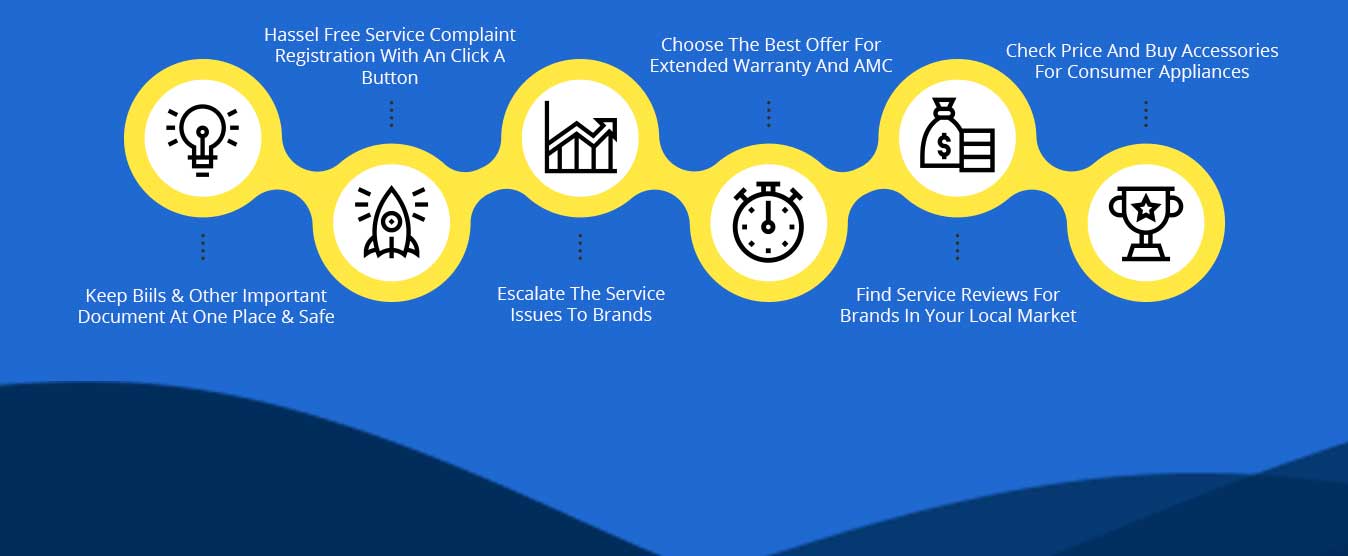 Hassel Free Service Complaint
Registration With An Click A
Button
Choose The Best Offer For
Extended Warranty And AMC
Check Price And Buy Accessories
For Consumer Appliances
Keep Biils & Other Important
Document At One Place & Safe
Escalate The Service
Issues To Brands
Find Service Reviews For
Brands In Your Local Market